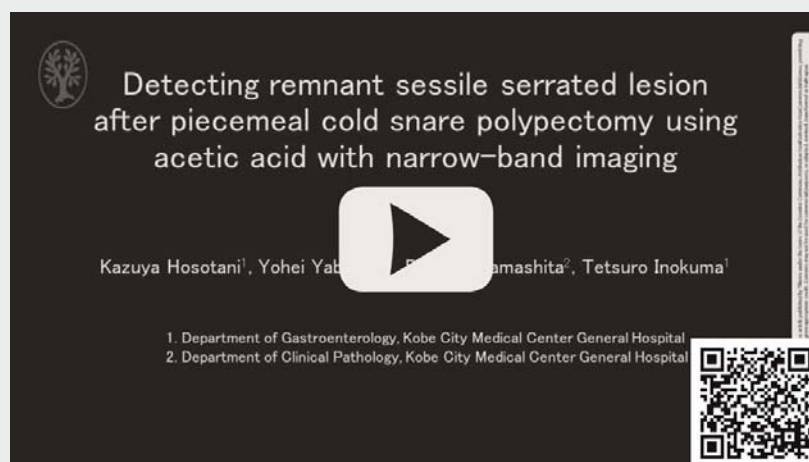 Detecting remnant sessile serrated lesion
after piecemeal cold snare polypectomy using
acetic acid with narrow-band imaging
Kazuya Hosotani¹, Yohei amashita², Tetsuro Inokuma¹
1. Department of Gastroenterology, Kobe City Medical Center General Hospital
2. Department of Clinical Pathology, Kobe City Medical Center General Hospital